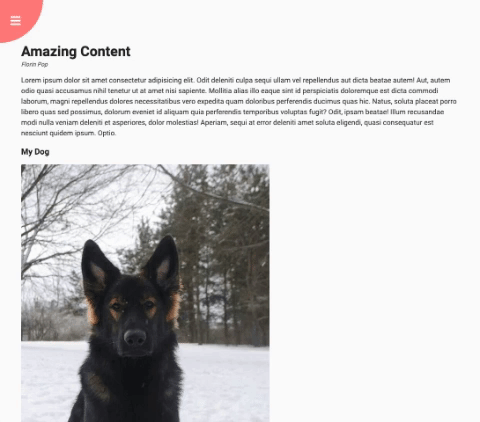 Amazing Content
Florin Pop
Lorem ipsum dolor sit amet consectetur adipisicing elit. Odit deleniti culpa sequi ullam vel repellendus aut dicta beatae autem! Aut, autem
odio quasi accusamus nihil tenetur ut at amet nisi sapiente. Mollitia alias illo eaque sint id perspiciatis doloremque est dicta commodi
laborum, magni repellendus dolores necessitatibus vero expedita quam doloribus perferendis ducimus quas hic. Natus, soluta placeat porro
libero quas sed possimus, dolorum eveniet id aliquam quia perferendis temporibus voluptas fugit? Odit, ipsam beatae! Illum recusandae
modi nulla veniam deleniti et asperiores, dolor molestias! Aperiam, sequi at error deleniti amet soluta eligendi, quasi consequatur est
nesciunt quidem ipsum. Optio.
My Dog